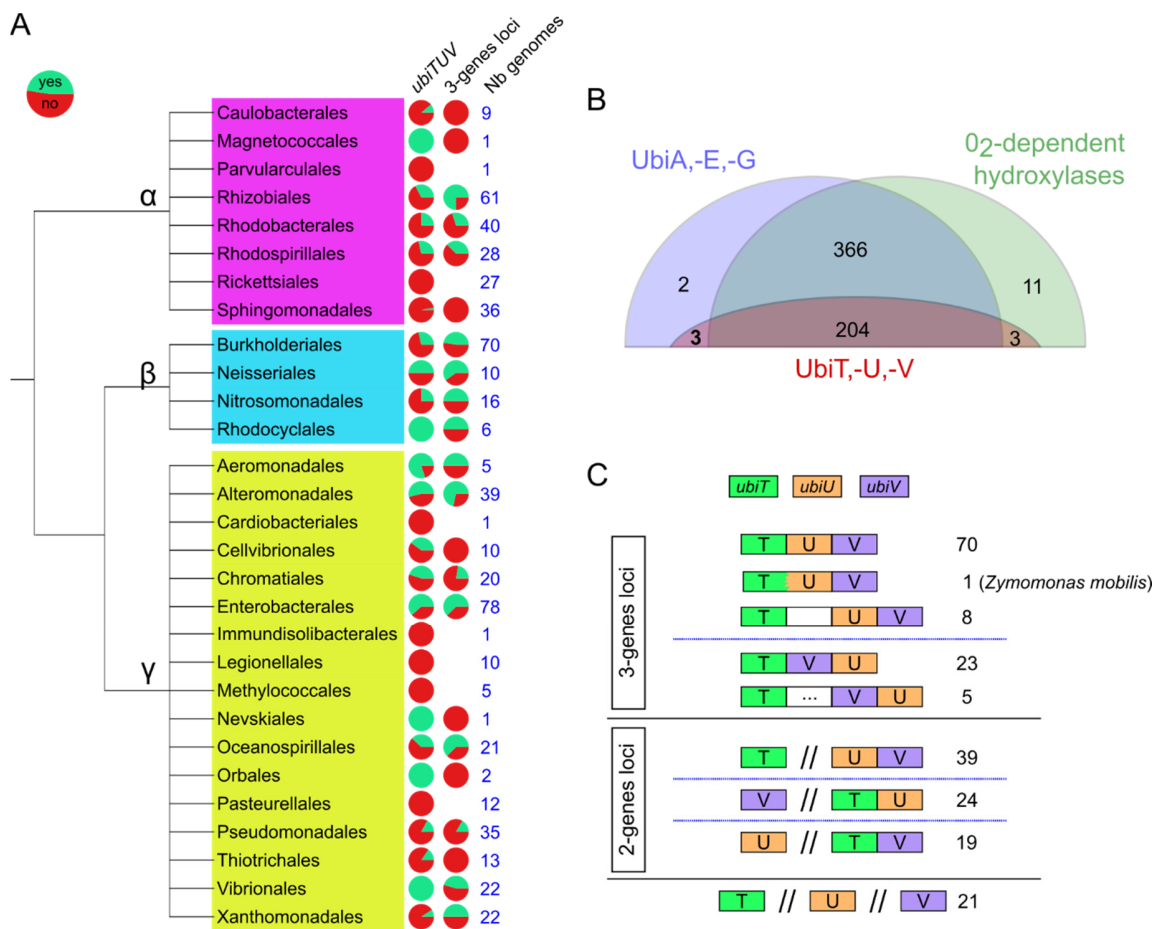 A
yes
no
ubiTUV
3-genes loci
Nb genomes
α
Caulobacterales 9
Magnetococcales 1
Parvularculales 1
Rhizobiales 61
Rhodobacterales 40
Rhodospirillales 28
Rickettsiales 27
Sphingomonadales 36
β
Burkholderiales 70
Neisseriales 10
Nitrosomonadales 16
Rhodocyclales 6
γ
Aeromonadales 5
Alteromonadales 39
Cardiobacteriales 1
Cellvibrionales 10
Chromatiales 20
Enterobacterales 78
Immundisolibacterales 1
Legionellales 10
Methylococcales 5
Nevskiales 1
Oceanospirillales 21
Orbales 2
Pasteurellales 12
Pseudomonadales 35
Thiotrichales 13
Vibrionales 22
Xanthomonadales 22
B
UbiA,-E,-G
02-dependent
hydroxylases
366
2
11
3
204
3
UbiT,-U,-V
C
ubiT ubiU ubiV
3-genes loci
T U V 70
T U V 1 (Zymomonas mobilis)
T U V 8
T V U 23
T ... V U 5
2-genes loci
T // U V 39
V // T U 24
U // T V 19
T // U // V 21